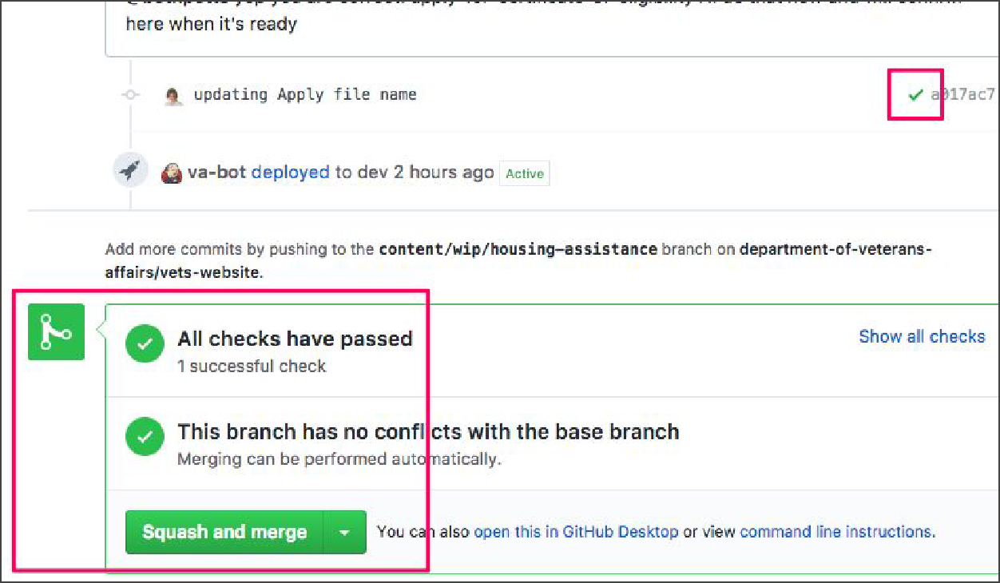 here when it's ready
updating Apply file name
a017ac7
va-bot deployed to dev 2 hours ago Active
Add more commits by pushing to the content/wip/housing-assistance branch on department-of-veterans-
affairs/vets-website.
All checks have passed
Show all checks
1 successful check
This branch has no conflicts with the base branch
Merging can be performed automatically.
Squash and merge
You can also open this in GitHub Desktop or view command line instructions.